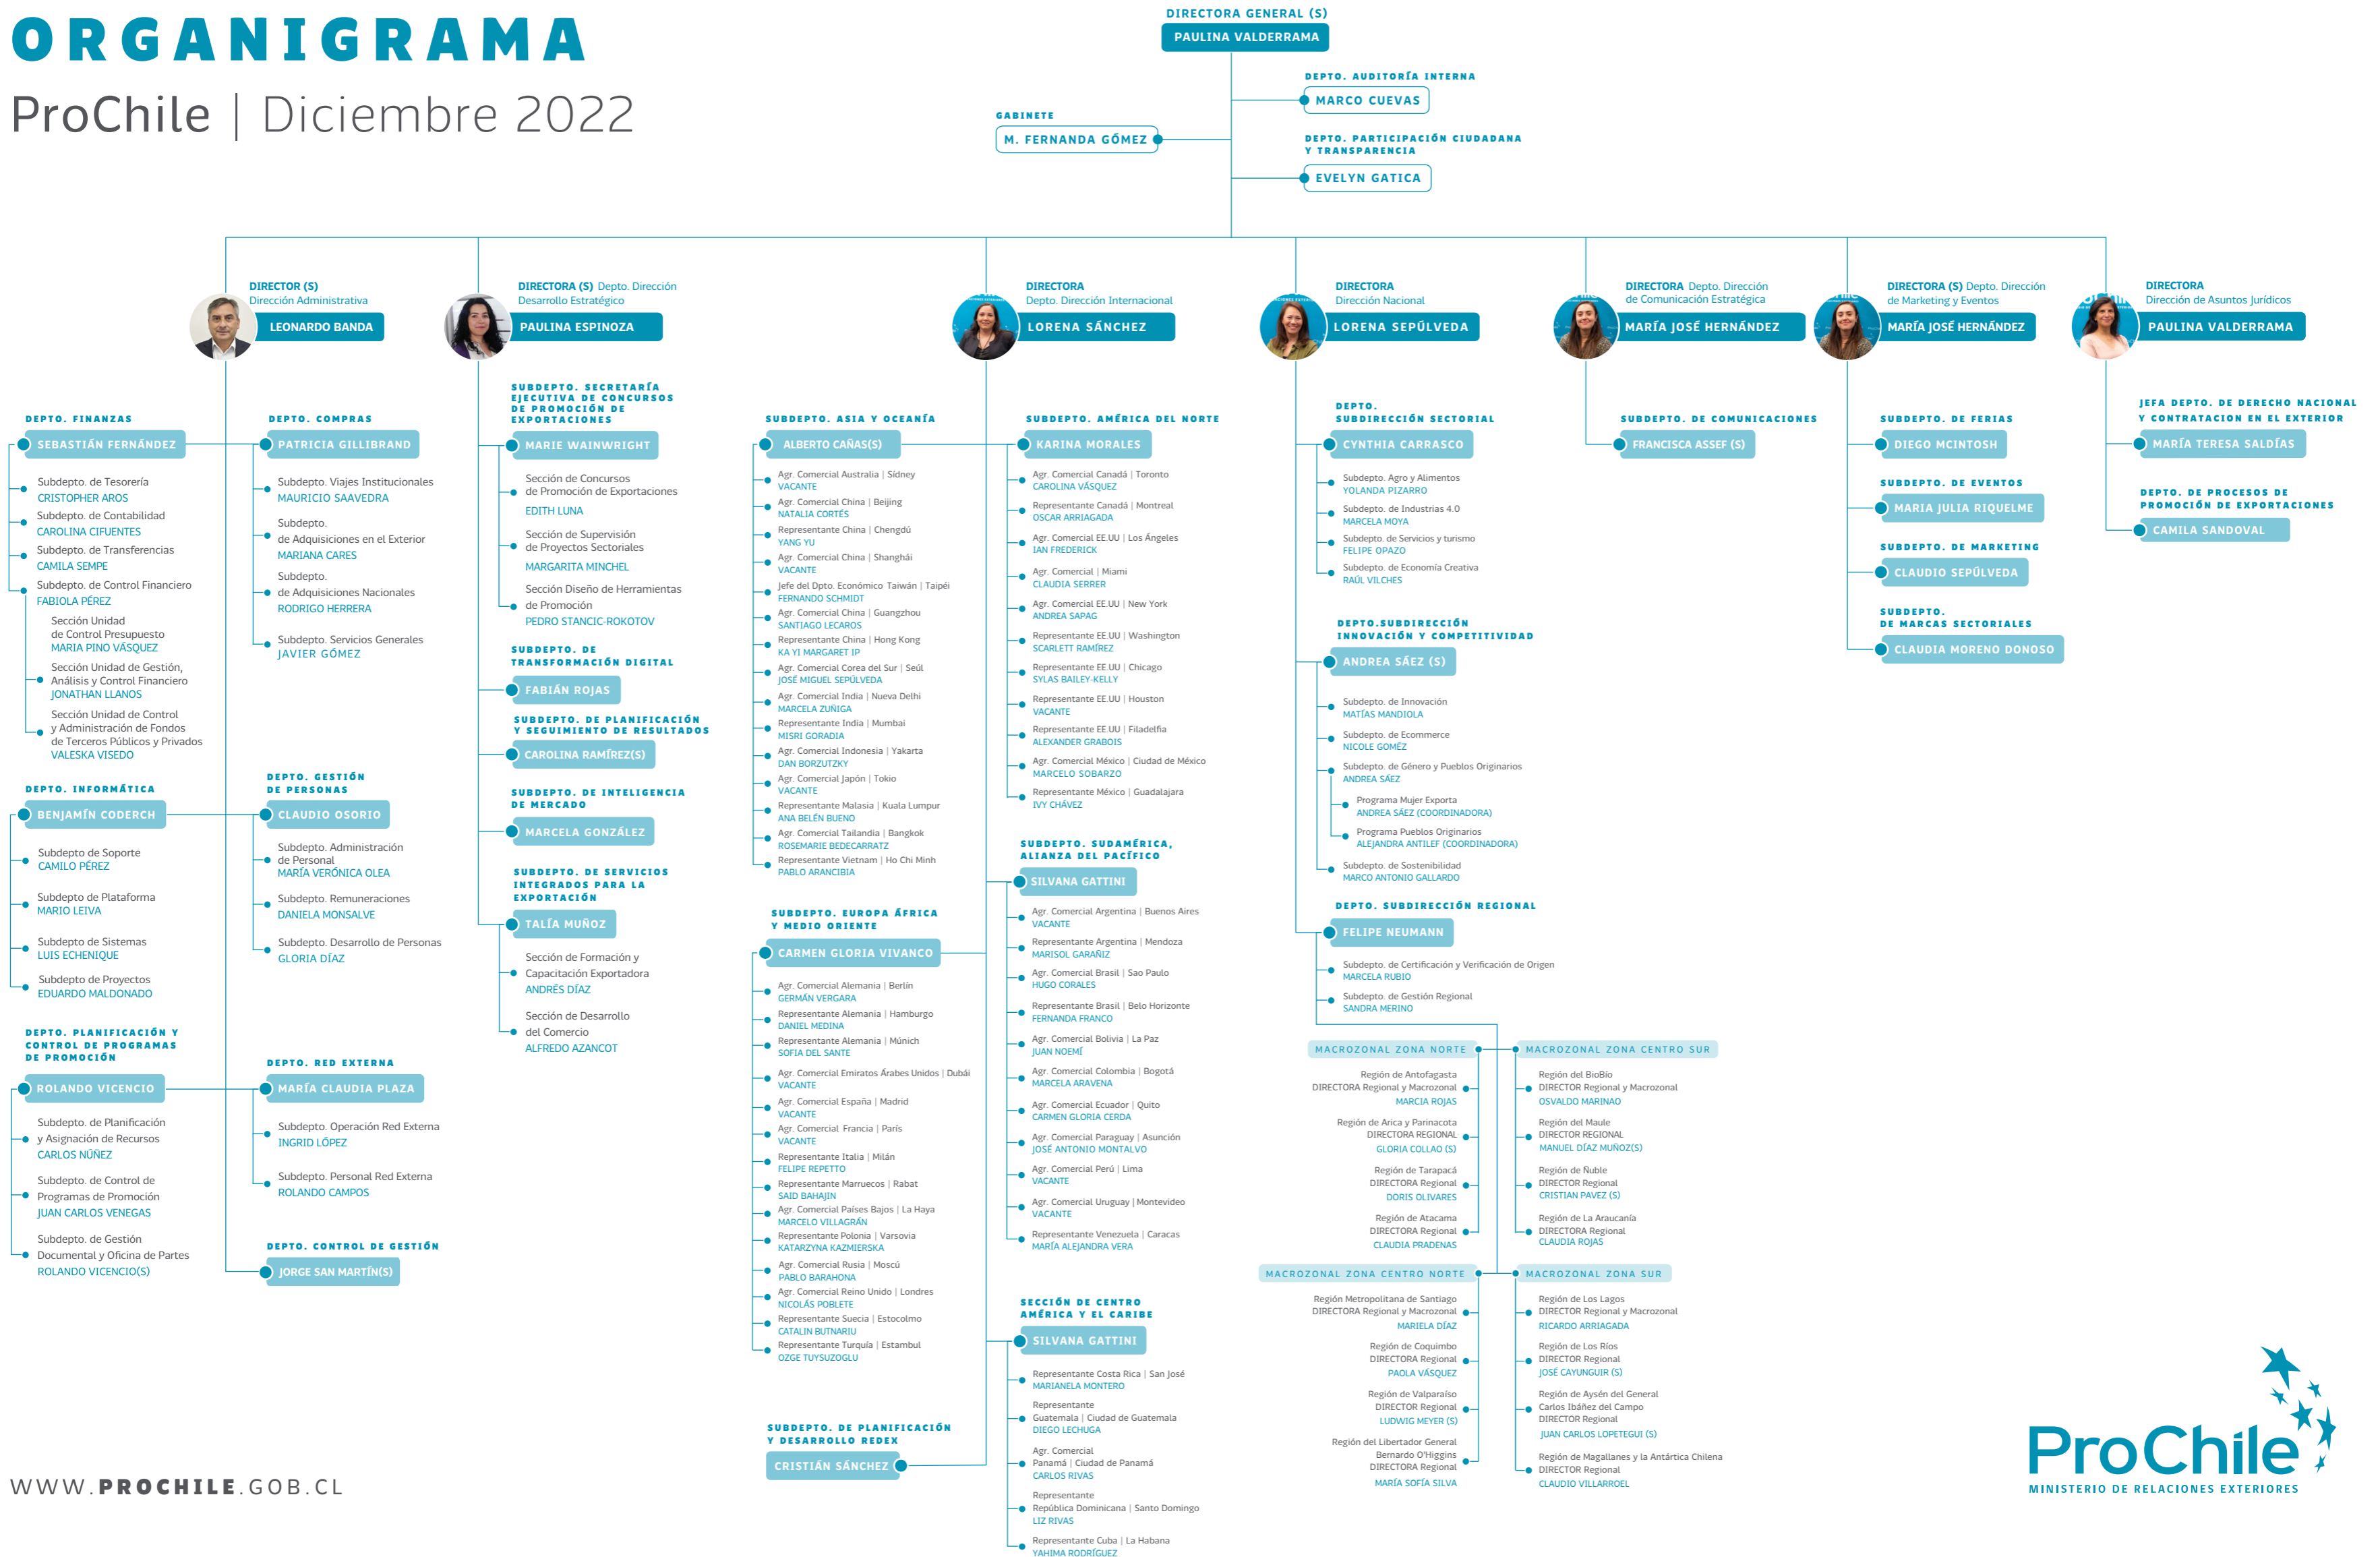 ORGANIGRAMA
ProChile | Diciembre 2022
DIRECTORA GENERAL (S)
PAULINA VALDERRAMA
DEPTO. AUDITORÍA INTERNA
MARCO CUEVAS
GABINETE
M. FERNANDA GÓMEZ
DEPTO. PARTICIPACIÓN CIUDADANA
Y TRANSPARENCIA
EVELYN GATICA
DIRECTOR (S)
Dirección Administrativa
LEONARDO BANDA
DEPTO. FINANZAS
SEBASTIÁN FERNÁNDEZ
Subdepto. de Tesorería
CRISTOPHER AROS
Subdepto. de Contabilidad
CAROLINA CIFUENTES
Subdepto. de Transferencias
CAMILA SEMPE
Subdepto. de Control Financiero
FABIOLA PÉREZ
Sección Unidad
de Control Presupuesto
MARIA PINO VÁSQUEZ
Sección Unidad de Gestión,
Análisis y Control Financiero
JONATHAN LLANOS
Sección Unidad de Control
y Administración de Fondos
de Terceros Públicos y Privados
VALESKA VISEDO
DEPTO. COMPRAS
PATRICIA GILLIBRAND
Subdepto. Viajes Institucionales
MAURICIO SAAVEDRA
Subdepto.
de Adquisiciones en el Exterior
MARIANA CARES
Subdepto.
de Adquisiciones Nacionales
RODRIGO HERRERA
Subdepto. Servicios Generales
JAVIER GÓMEZ
DEPTO. INFORMÁTICA
BENJAMÍN CODERCH
Subdepto de Soporte
CAMILO PÉREZ
Subdepto de Plataforma
MARIO LEIVA
Subdepto de Sistemas
LUIS ECHENIQUE
Subdepto de Proyectos
EDUARDO MALDONADO
DEPTO. GESTIÓN
DE PERSONAS
CLAUDIO OSORIO
Subdepto. Administración
de Personal
MARÍA VERÓNICA OLEA
Subdepto. Remuneraciones
DANIELA MONSALVE
Subdepto. Desarrollo de Personas
GLORIA DÍAZ
DEPTO. PLANIFICACIÓN Y
CONTROL DE PROGRAMAS
DE PROMOCIÓN
ROLANDO VICENCIO
Subdepto. de Planificación
y Asignación de Recursos
CARLOS NÚÑEZ
Subdepto. de Control de
Programas de Promoción
JUAN CARLOS VENEGAS
Subdepto. de Gestión
Documental y Oficina de Partes
ROLANDO VICENCIO(S)
DEPTO. RED EXTERNA
MARÍA CLAUDIA PLAZA
Subdepto. Operación Red Externa
INGRID LÓPEZ
Subdepto. Personal Red Externa
ROLANDO CAMPOS
DEPTO. CONTROL DE GESTIÓN
JORGE SAN MARTÍN(S)
DIRECTORA (S) Depto. Dirección
Desarrollo Estratégico
PAULINA ESPINOZA
SUBDEPTO. SECRETARÍA
EJECUTIVA DE CONCURSOS
DE PROMOCIÓN DE
EXPORTACIONES
MARIE WAINWRIGHT
Sección de Concursos
de Promoción de Exportaciones
EDITH LUNA
Sección de Supervisión
de Proyectos Sectoriales
MARGARITA MINCHEL
Sección Diseño de Herramientas
de Promoción
PEDRO STANCIC-ROKOTOV
SUBDEPTO. DE
TRANSFORMACIÓN DIGITAL
FABIÁN ROJAS
SUBDEPTO. DE PLANIFICACIÓN
Y SEGUIMIENTO DE RESULTADOS
CAROLINA RAMÍREZ(S)
SUBDEPTO. DE INTELIGENCIA
DE MERCADO
MARCELA GONZÁLEZ
SUBDEPTO. DE SERVICIOS
INTEGRADOS PARA LA
EXPORTACIÓN
TALÍA MUÑOZ
Sección de Formación y
Capacitación Exportadora
ANDRÉS DÍAZ
Sección de Desarrollo
del Comercio
ALFREDO AZANCOT
DIRECTORA
Depto. Dirección Internacional
LORENA SÁNCHEZ
SUBDEPTO. ASIA Y OCEANÍA
ALBERTO CAÑAS(S)
Agr. Comercial Australia | Sídney
VACANTE
Agr. Comercial China | Beijing
NATALIA CORTÉS
Representante China | Chengdú
YANG YU
Agr. Comercial China | Shanghái
VACANTE
Jefe del Dpto. Económico Taiwán | Taipéi
FERNANDO SCHMIDT
Agr. Comercial China | Guangzhou
SANTIAGO LECAROS
Representante China | Hong Kong
KA YI MARGARET IP
Agr. Comercial Corea del Sur | Seúl
JOSÉ MIGUEL SEPÚLVEDA
Agr. Comercial India | Nueva Delhi
MARCELA ZUÑIGA
Representante India | Mumbai
MISRI GORADIA
Agr. Comercial Indonesia | Yakarta
DAN BORZUTZKY
Agr. Comercial Japón | Tokio
VACANTE
Representante Malasia | Kuala Lumpur
ANA BELÉN BUENO
Agr. Comercial Tailandia | Bangkok
ROSEMARIE BEDECARRATZ
Representante Vietnam | Ho Chi Minh
PABLO ARANCIBIA
SUBDEPTO. EUROPA ÁFRICA
Y MEDIO ORIENTE
CARMEN GLORIA VIVANCO
Agr. Comercial Alemania | Berlín
GERMÁN VERGARA
Representante Alemania | Hamburgo
DANIEL MEDINA
Representante Alemania | Múnich
SOFIA DEL SANTE
Agr. Comercial Emiratos Árabes Unidos | Dubái
VACANTE
Agr. Comercial España | Madrid
VACANTE
Agr. Comercial Francia | París
VACANTE
Representante Italia | Milán
FELIPE REPETTO
Representante Marruecos | Rabat
SAID BAHAJIN
Agr. Comercial Países Bajos | La Haya
MARCELO VILLAGRÁN
Representante Polonia | Varsovia
KATARZYNA KAZMIERSKA
Agr. Comercial Rusia | Moscú
PABLO BARAHONA
Agr. Comercial Reino Unido | Londres
NICOLÁS POBLETE
Representante Suecia | Estocolmo
CATALIN BUTNARIU
Representante Turquía | Estambul
OZGE TUYSUZOGLU
SUBDEPTO. DE PLANIFICACIÓN
Y DESARROLLO REDEX
CRISTIÁN SÁNCHEZ
SUBDEPTO. AMÉRICA DEL NORTE
KARINA MORALES
Agr. Comercial Canadá | Toronto
CAROLINA VÁSQUEZ
Representante Canadá | Montreal
OSCAR ARRIAGADA
Agr. Comercial EE.UU | Los Ángeles
IAN FREDERICK
Agr. Comercial | Miami
CLAUDIA SERRER
Agr. Comercial EE.UU | New York
ANDREA SAPAG
Representante EE.UU | Washington
SCARLETT RAMÍREZ
Representante EE.UU | Chicago
SYLAS BAILEY-KELLY
Representante EE.UU | Houston
VACANTE
Representante EE.UU | Filadelfia
ALEXANDER GRABOIS
Agr. Comercial México | Ciudad de México
MARCELO SOBARZO
Representante México | Guadalajara
IVY CHÁVEZ
SUBDEPTO. SUDAMÉRICA,
ALIANZA DEL PACÍFICO
SILVANA GATTINI
Agr. Comercial Argentina | Buenos Aires
VACANTE
Representante Argentina | Mendoza
MARISOL GARAÑIZ
Agr. Comercial Brasil | Sao Paulo
HUGO CORALES
Representante Brasil | Belo Horizonte
FERNANDA FRANCO
Agr. Comercial Bolivia | La Paz
JUAN NOEMÍ
Agr. Comercial Colombia | Bogotá
MARCELA ARAVENA
Agr. Comercial Ecuador | Quito
CARMEN GLORIA CERDA
Agr. Comercial Paraguay | Asunción
JOSÉ ANTONIO MONTALVO
Agr. Comercial Perú | Lima
VACANTE
Agr. Comercial Uruguay | Montevideo
VACANTE
Representante Venezuela | Caracas
MARÍA ALEJANDRA VERA
SECCIÓN DE CENTRO
AMÉRICA Y EL CARIBE
SILVANA GATTINI
Representante Costa Rica | San José
MARIANELA MONTERO
Representante
Guatemala | Ciudad de Guatemala
DIEGO LECHUGA
Agr. Comercial
Panamá | Ciudad de Panamá
CARLOS RIVAS
Representante
República Dominicana | Santo Domingo
LIZ RIVAS
Representante Cuba | La Habana
YAHIMA RODRÍGUEZ
DIRECTORA
Dirección Nacional
LORENA SEPÚLVEDA
DEPTO.
SUBDIRECCIÓN SECTORIAL
CYNTHIA CARRASCO
Subdepto. Agro y Alimentos
YOLANDA PIZARRO
Subdepto. de Industrias 4.0
MARCELA MOYA
Subdepto. de Servicios y turismo
FELIPE OPAZO
Subdepto. de Economía Creativa
RAÚL VILCHES
DEPTO.SUBDIRECCIÓN
INNOVACIÓN Y COMPETITIVIDAD
ANDREA SÁEZ (S)
Subdepto. de Innovación
MATÍAS MANDIOLA
Subdepto. de Ecommerce
NICOLE GOMÉZ
Subdepto. de Género y Pueblos Originarios
ANDREA SÁEZ
Programa Mujer Exporta
ANDREA SÁEZ (COORDINADORA)
Programa Pueblos Originarios
ALEJANDRA ANTILEF (COORDINADORA)
Subdepto. de Sostenibilidad
MARCO ANTONIO GALLARDO
DEPTO. SUBDIRECCIÓN REGIONAL
FELIPE NEUMANN
Subdepto. de Certificación y Verificación de Origen
MARCELA RUBIO
Subdepto. de Gestión Regional
SANDRA MERINO
MACROZONAL ZONA NORTE
Región de Antofagasta
DIRECTORA Regional y Macrozonal
MARCIA ROJAS
Región de Arica y Parinacota
DIRECTORA REGIONAL
GLORIA COLLAO (S)
Región de Tarapacá
DIRECTORA Regional
DORIS OLIVARES
Región de Atacama
DIRECTORA Regional
CLAUDIA PRADENAS
MACROZONAL ZONA CENTRO SUR
Región del BioBío
DIRECTOR Regional y Macrozonal
OSVALDO MARINAO
Región del Maule
DIRECTOR REGIONAL
MANUEL DÍAZ MUÑOZ(S)
Región de Ñuble
DIRECTOR Regional
CRISTIAN PAVEZ (S)
Región de La Araucanía
DIRECTORA Regional
CLAUDIA ROJAS
MACROZONAL ZONA CENTRO NORTE
Región Metropolitana de Santiago
DIRECTORA Regional y Macrozonal
MARIELA DÍAZ
Región de Coquimbo
DIRECTORA Regional
PAOLA VÁSQUEZ
Región de Valparaíso
DIRECTOR Regional
LUDWIG MEYER (S)
Región del Libertador General
Bernardo O'Higgins
DIRECTORA Regional
MARÍA SOFÍA SILVA
MACROZONAL ZONA SUR
Región de Los Lagos
DIRECTOR Regional y Macrozonal
RICARDO ARRIAGADA
Región de Los Ríos
DIRECTOR Regional
JOSÉ CAYUNGUIR (S)
Región de Aysén del General
Carlos Ibáñez del Campo
DIRECTOR Regional
JUAN CARLOS LOPETEGUI (S)
Región de Magallanes y la Antártica Chilena
DIRECTOR Regional
CLAUDIO VILLARROEL
DIRECTORA Depto. Dirección
de Comunicación Estratégica
MARÍA JOSÉ HERNÁNDEZ
SUBDEPTO. DE COMUNICACIONES
FRANCISCA ASSEF (S)
DIRECTORA (S) Depto. Dirección
de Marketing y Eventos
MARÍA JOSÉ HERNÁNDEZ
SUBDEPTO. DE FERIAS
DIEGO MCINTOSH
SUBDEPTO. DE EVENTOS
MARIA JULIA RIQUELME
SUBDEPTO. DE MARKETING
CLAUDIO SEPÚLVEDA
SUBDEPTO.
DE MARCAS SECTORIALES
CLAUDIA MORENO DONOSO
DIRECTORA
Dirección de Asuntos Jurídicos
PAULINA VALDERRAMA
JEFA DEPTO. DE DERECHO NACIONAL
Y CONTRATACION EN EL EXTERIOR
MARÍA TERESA SALDÍAS
DEPTO. DE PROCESOS DE
PROMOCIÓN DE EXPORTACIONES
CAMILA SANDOVAL
WWW.PROCHILE.GOB.CL
ProChile
MINISTERIO DE RELACIONES EXTERIORES